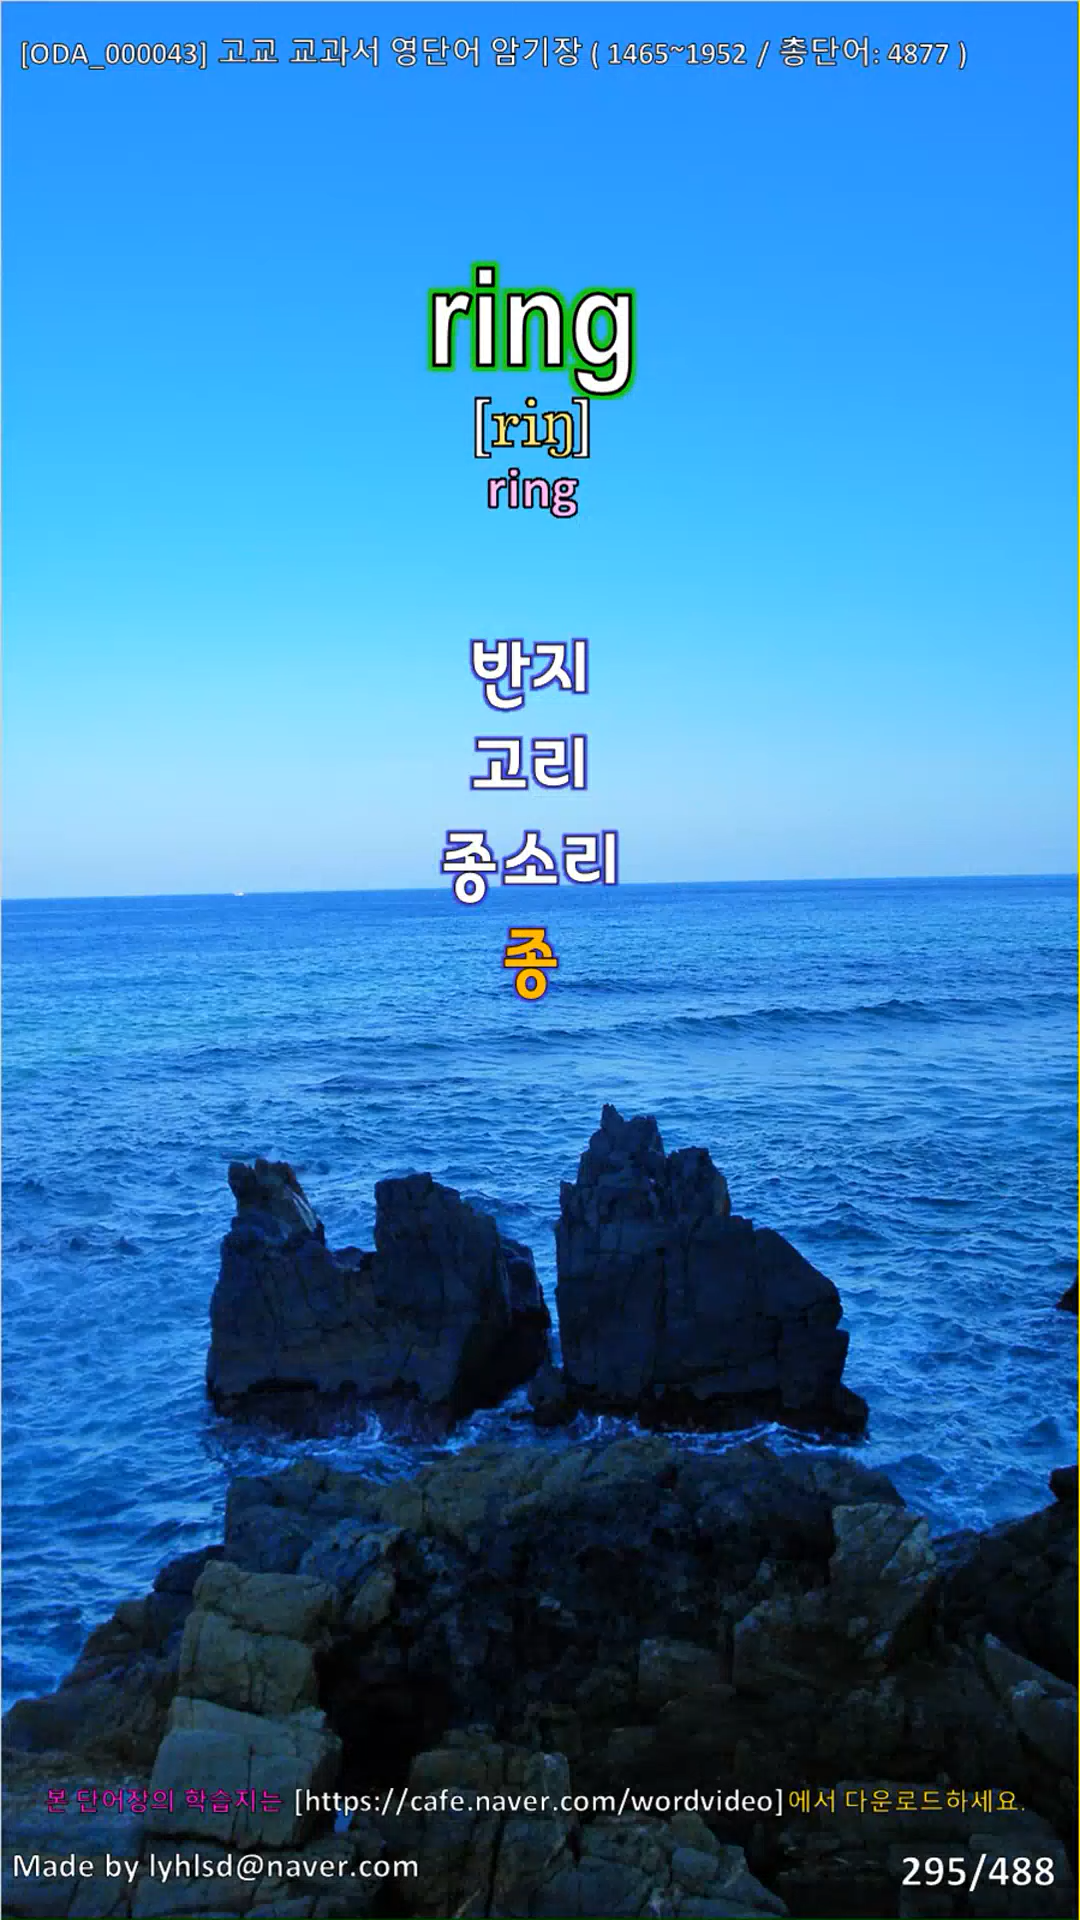 [ODA_000043] 고교 교과서 영단어 암기장 ( 1465~1952 / 총단어: 4877 )
ring
[riŋ]
ring
반지
고리
종소리
종
본 단어장의 학습지는 [https://cafe.naver.com/wordvideo]에서 다운로드하세요.
Made by lyhlsd@naver.com
295/488